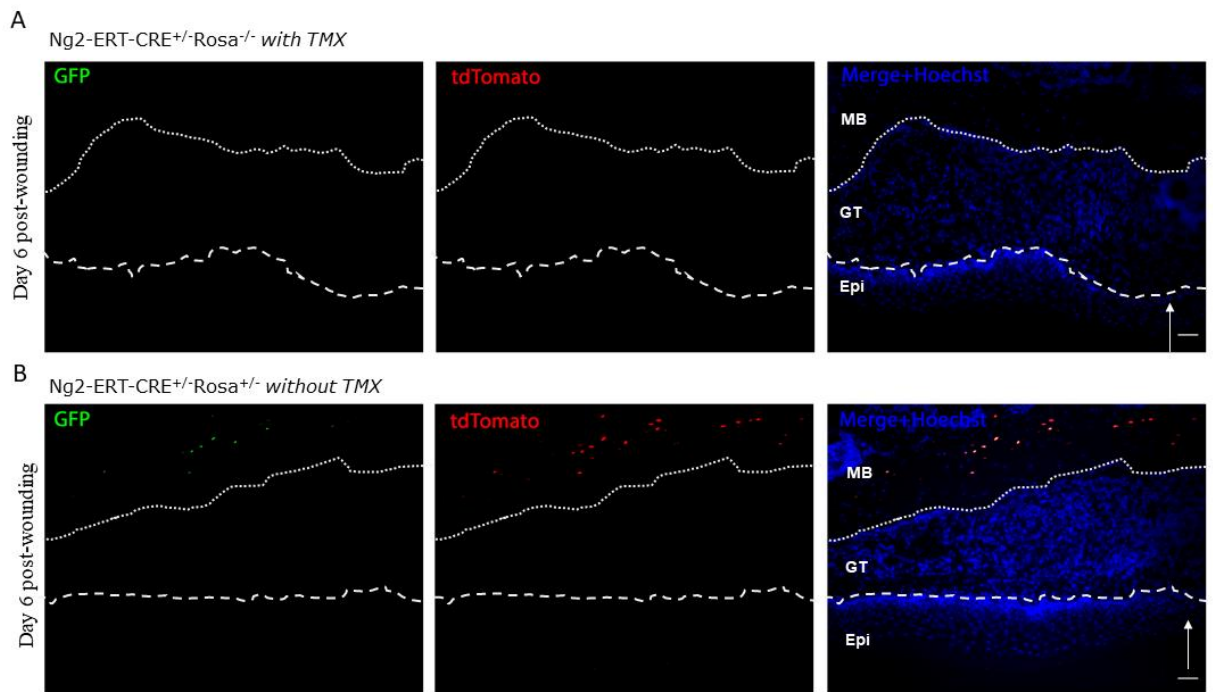 A
Ng2-ERT-CRE+/-Rosa-/- with TMX
Day 6 post-wounding
GFP
tdTomato
Merge+Hoechst
MB
GT
Epi
B
Ng2-ERT-CRE+/-Rosa+/- without TMX
Day 6 post-wounding
GFP
tdTomato
Merge+Hoechst
MB
GT
Epi